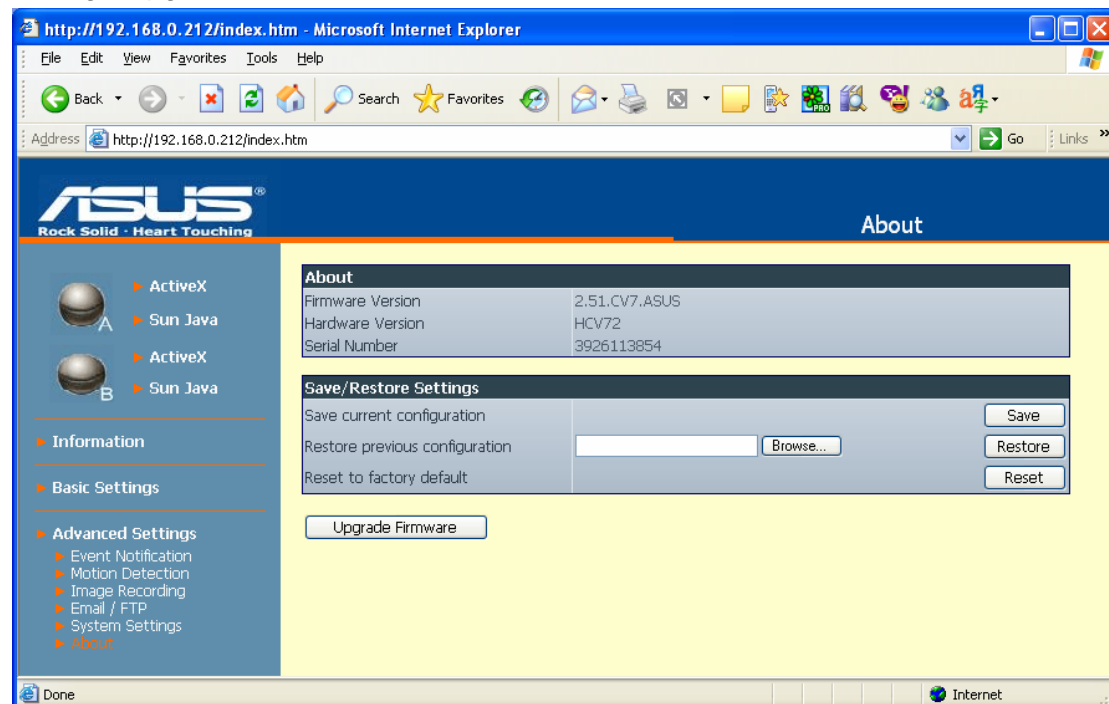 http://192.168.0.212/index.htm - Microsoft Internet Explorer
File Edit View Favorites Tools Help
Back Search Favorites
Address http://192.168.0.212/index.htm Go Links »
ASUS®
Rock Solid · Heart Touching
About
ActiveX
Sun Java
A
ActiveX
Sun Java
B
Information
Basic Settings
Advanced Settings
Event Notification
Motion Detection
Image Recording
Email / FTP
System Settings
About
About
Firmware Version 2.51.CV7.ASUS
Hardware Version HCV72
Serial Number 3926113854
Save/Restore Settings
Save current configuration Save
Restore previous configuration Browse... Restore
Reset to factory default Reset
Upgrade Firmware
Done Internet